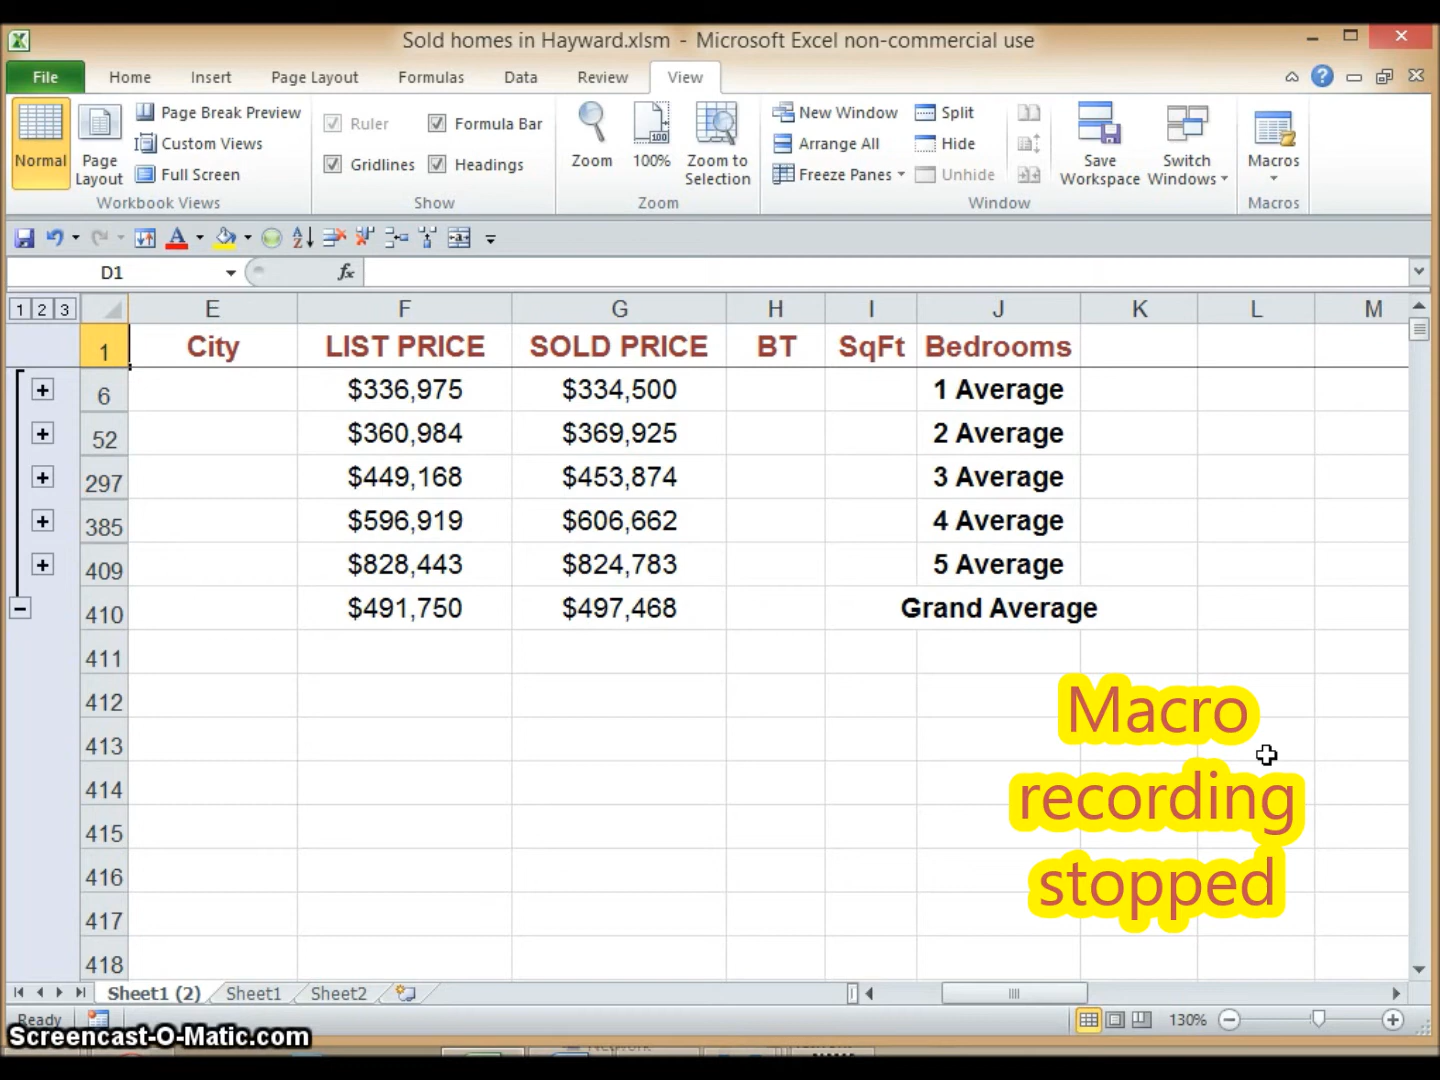 Sold homes in Hayward.xlsm - Microsoft Excel non-commercial use
File Home Insert Page Layout Formulas Data Review View
Normal
Page Layout
Page Break Preview
Custom Views
Full Screen
Workbook Views
Ruler
Formula Bar
Gridlines
Headings
Show
Zoom
100%
Zoom to Selection
Zoom
New Window
Arrange All
Freeze Panes
Split
Hide
Unhide
Save Workspace
Switch Windows
Window
Macros
Macros
D1
fx
1 2 3
E F G H I J K L M
1 City LIST PRICE SOLD PRICE BT SqFt Bedrooms
6 $336,975 $334,500 1 Average
52 $360,984 $369,925 2 Average
297 $449,168 $453,874 3 Average
385 $596,919 $606,662 4 Average
409 $828,443 $824,783 5 Average
410 $491,750 $497,468 Grand Average
411
412
413
414
415
416
417
418
Macro
recording
stopped
Sheet1 (2) Sheet1 Sheet2
Ready
130%
Screencast-O-Matic.com